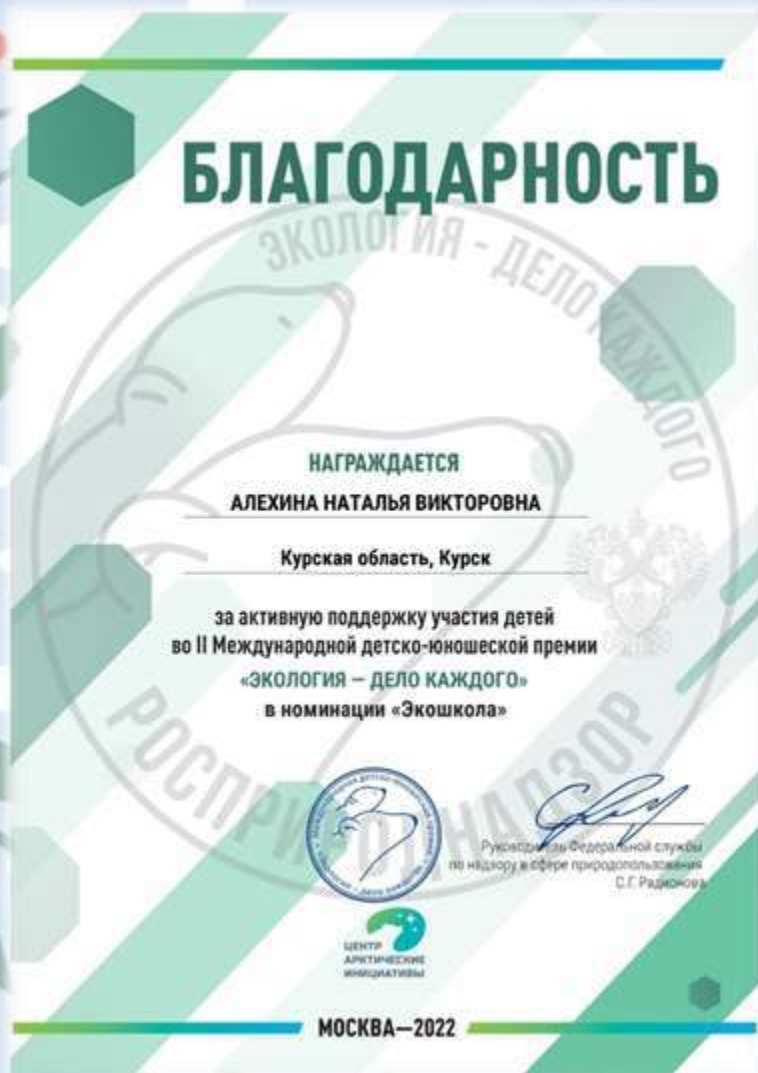 БЛАГОДАРНОСТЬ
ЭКОЛОГИЯ - ДЕЛО КАЖДОГО
НАГРАЖДАЕТСЯ
АЛЕХИНА НАТАЛЬЯ ВИКТОРОВНА
Курская область, Курск
за активную поддержку участия детей
во II Международной детско-юношеской премии
«ЭКОЛОГИЯ — ДЕЛО КАЖДОГО»
в номинации «Экошкола»
РОСПРИРОДНАДЗОР
Руководитель Федеральной службы
по надзору в сфере природопользования
С.Г. Радионова
ЦЕНТР
АРКТИЧЕСКИЕ
ИНИЦИАТИВЫ
МОСКВА—2022